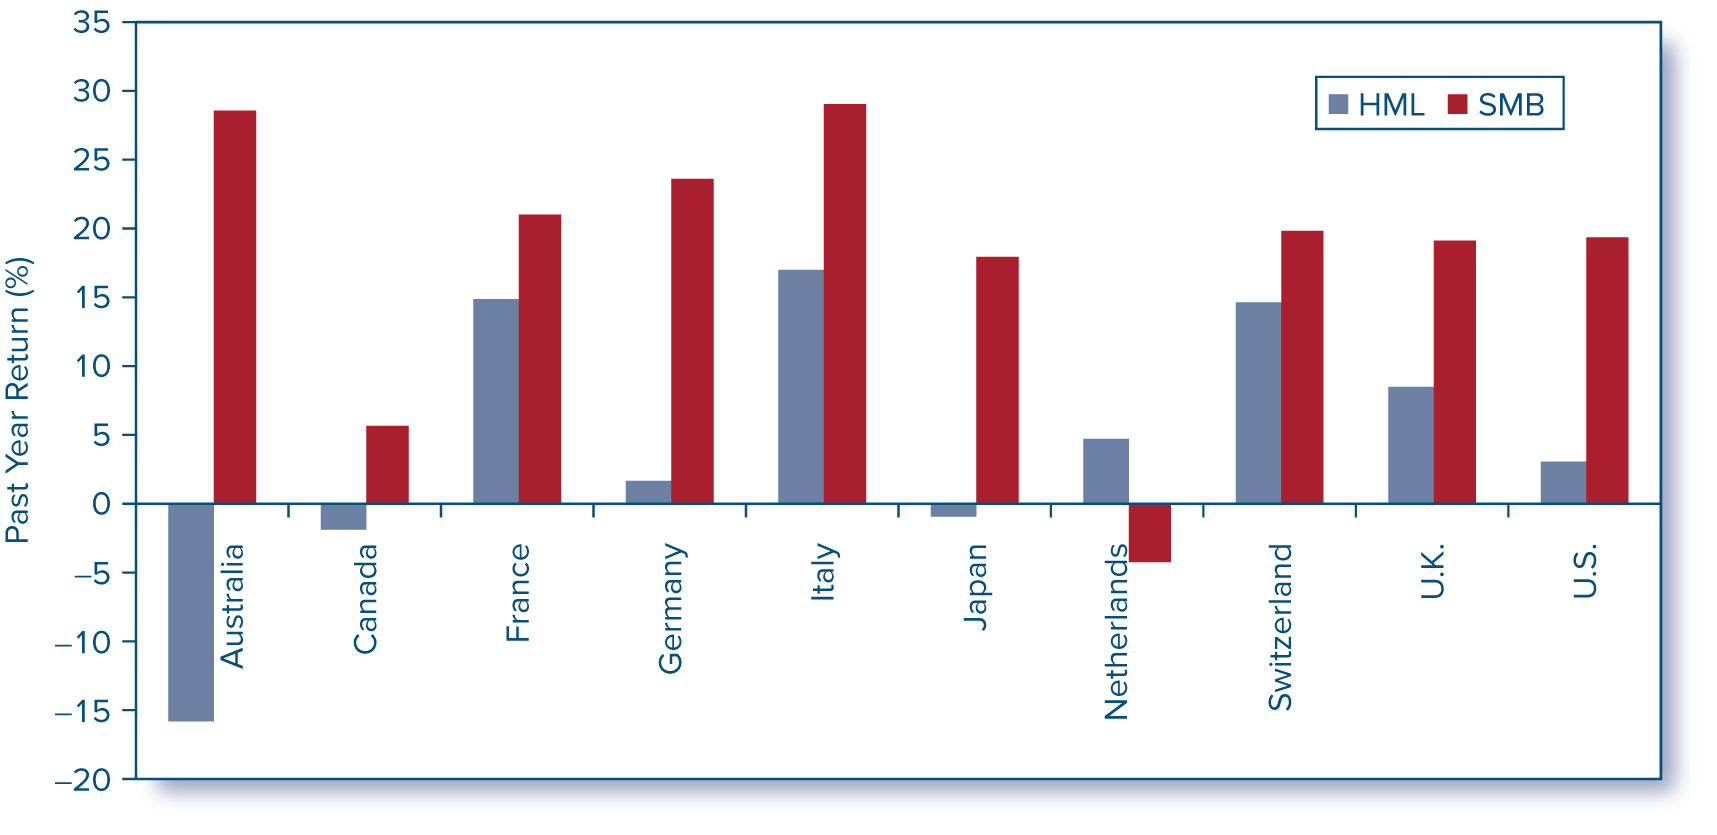 Past Year Return (%)
35
30
25
20
15
10
5
0
–5
–10
–15
–20
HML
SMB
Australia
Canada
France
Germany
Italy
Japan
Netherlands
Switzerland
U.K.
U.S.